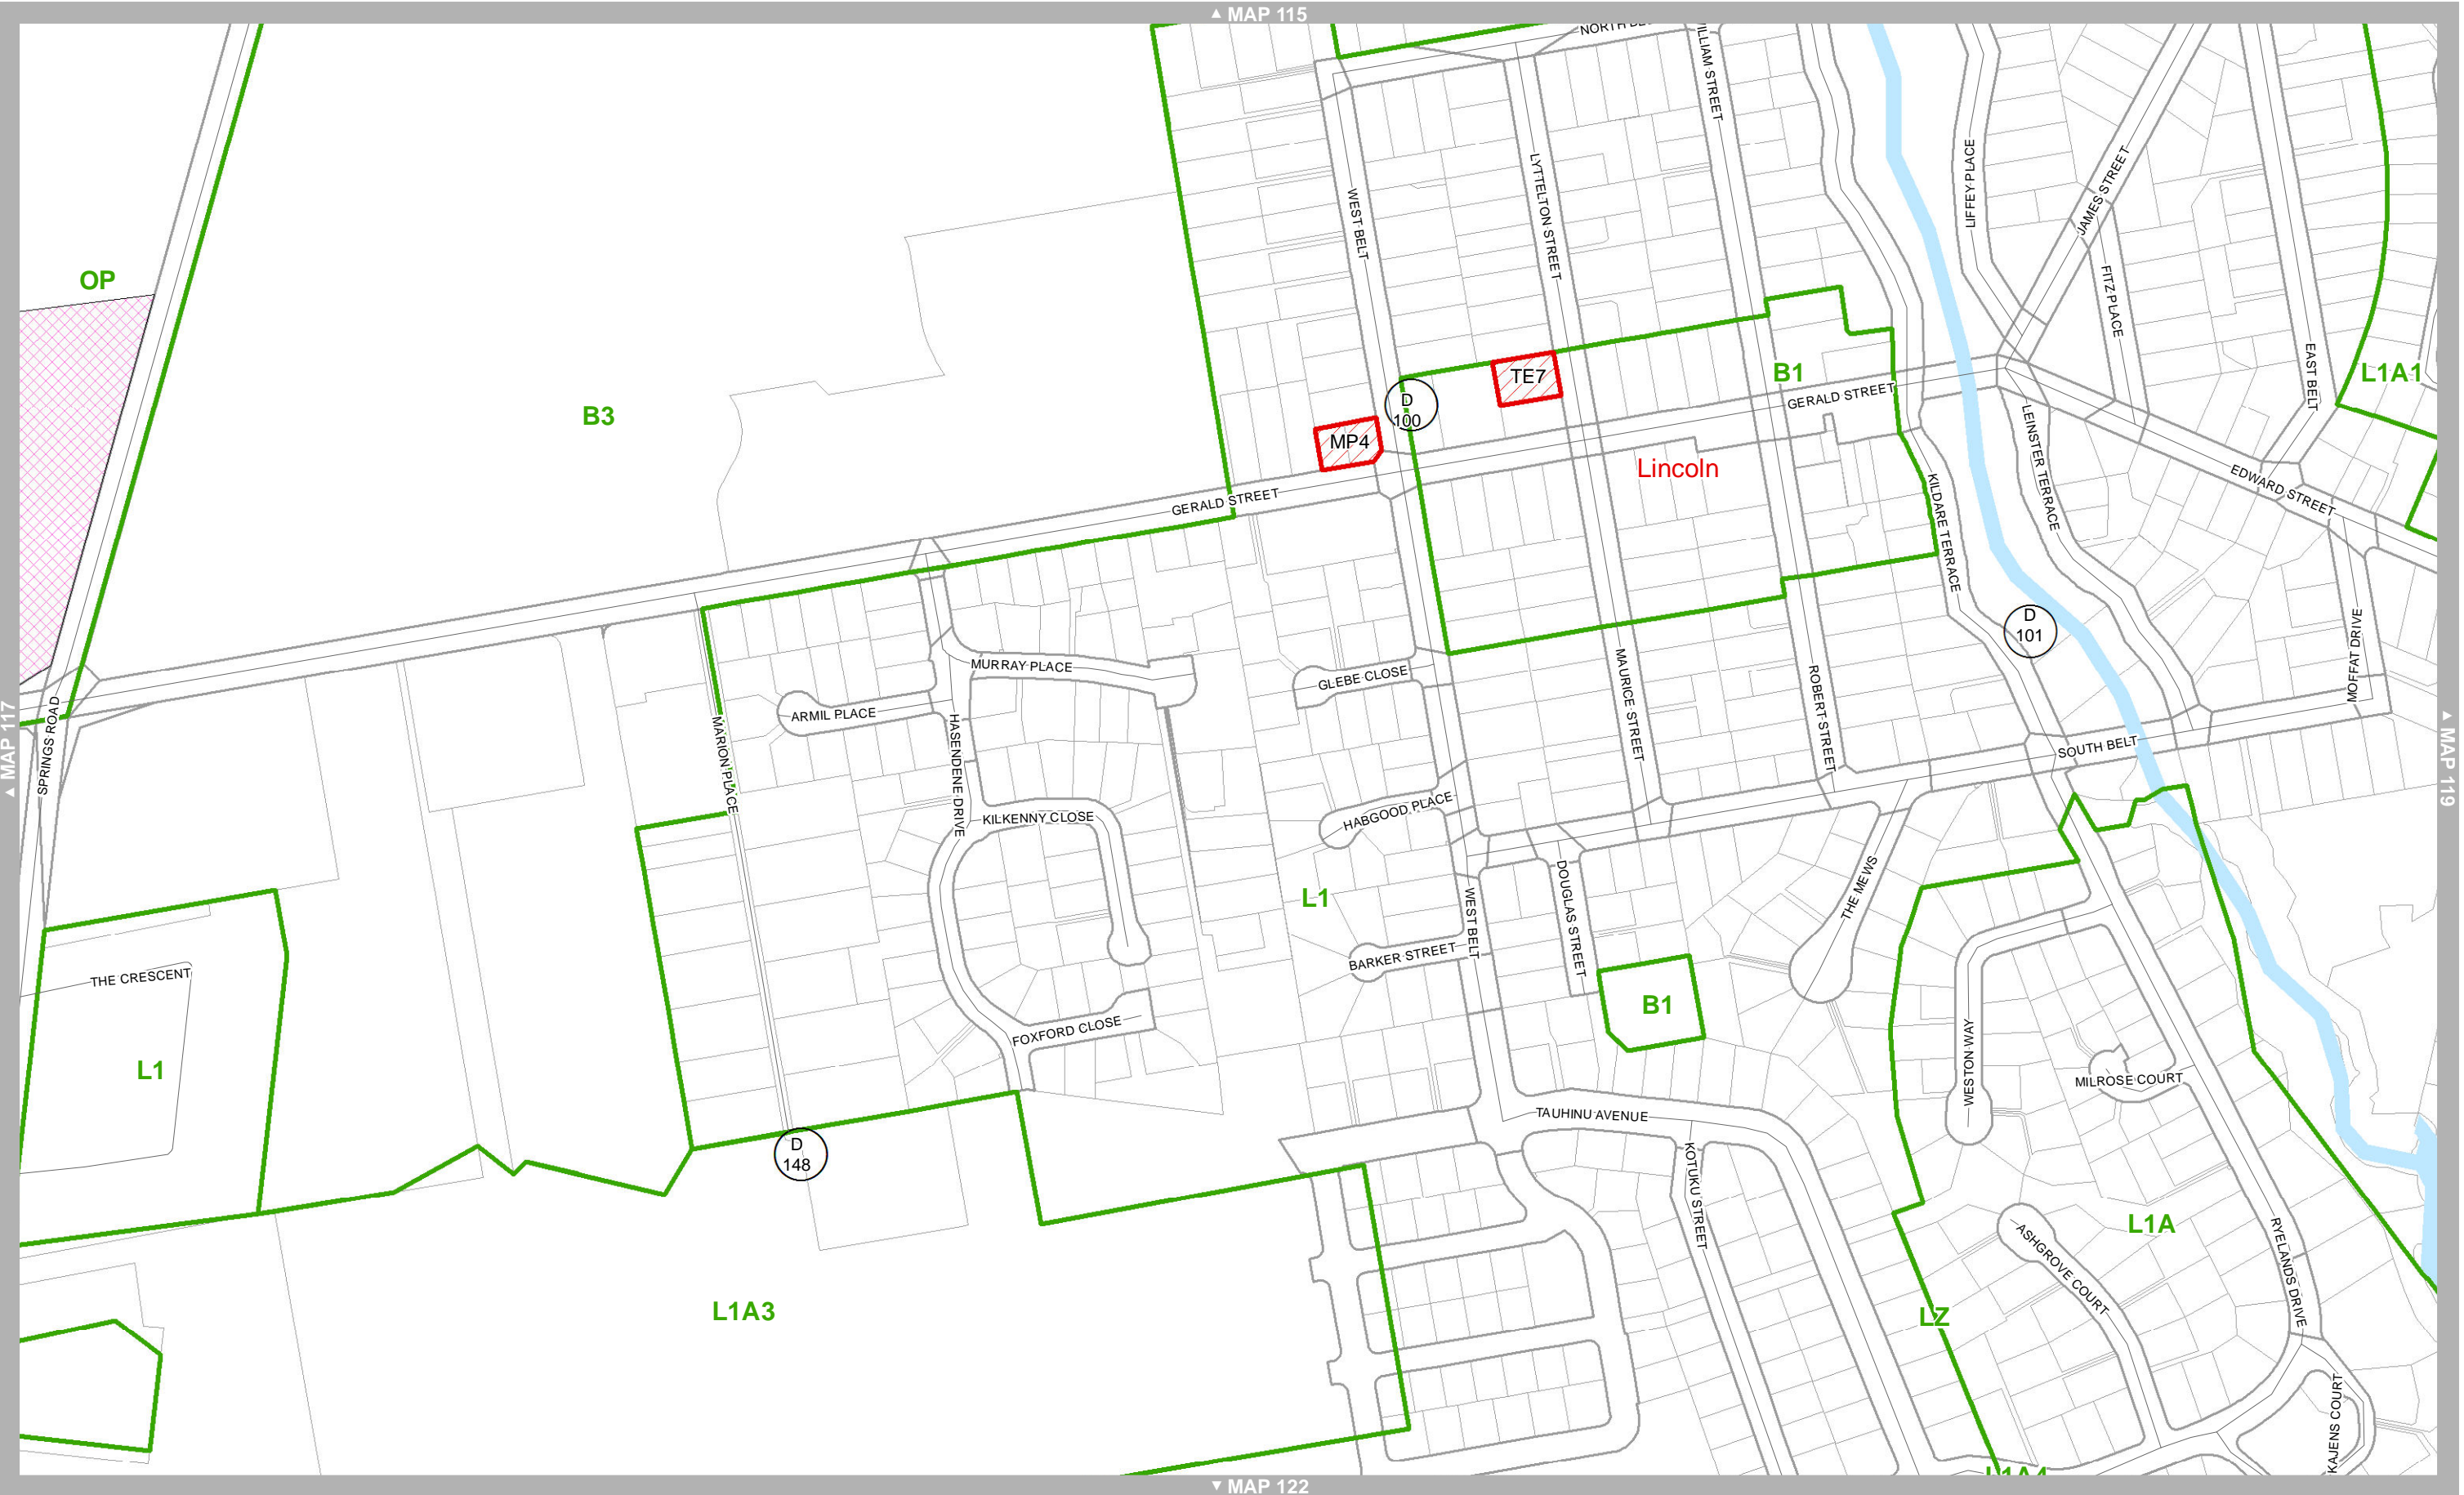 ▲ MAP 115
NORTH
WILLIAM STREET
LIFFEY PLACE
JAMES STREET
LYTTELTON STREET
WEST BELT
FITZ PLACE
OP
EAST BELT
L1A1
B1
TE7
D
100
GERALD STREET
B3
MP4
Lincoln
LEINSTER TERRACE
EDWARD STREET
GERALD STREET
KILDARE TERRACE
D
101
MURRAY PLACE
GLEBE CLOSE
MAURICE STREET
ROBERT STREET
MOFFAT DRIVE
ARMIL PLACE
MARION PLACE
HASENDENE DRIVE
SPRINGS ROAD
◄ MAP 117
MAP 119 ►
SOUTH BELT
HABGOOD PLACE
KILKENNY CLOSE
L1
WEST BELT
DOUGLAS STREET
THE MEWS
BARKER STREET
THE CRESCENT
B1
FOXFORD CLOSE
L1
WESTON WAY
MILROSE COURT
TAUHINU AVENUE
D
148
KOTUKU STREET
L1A
ASHGROVE COURT
RYELANDS DRIVE
L1A3
LZ
KAJENS COURT
L1A4
▼ MAP 122